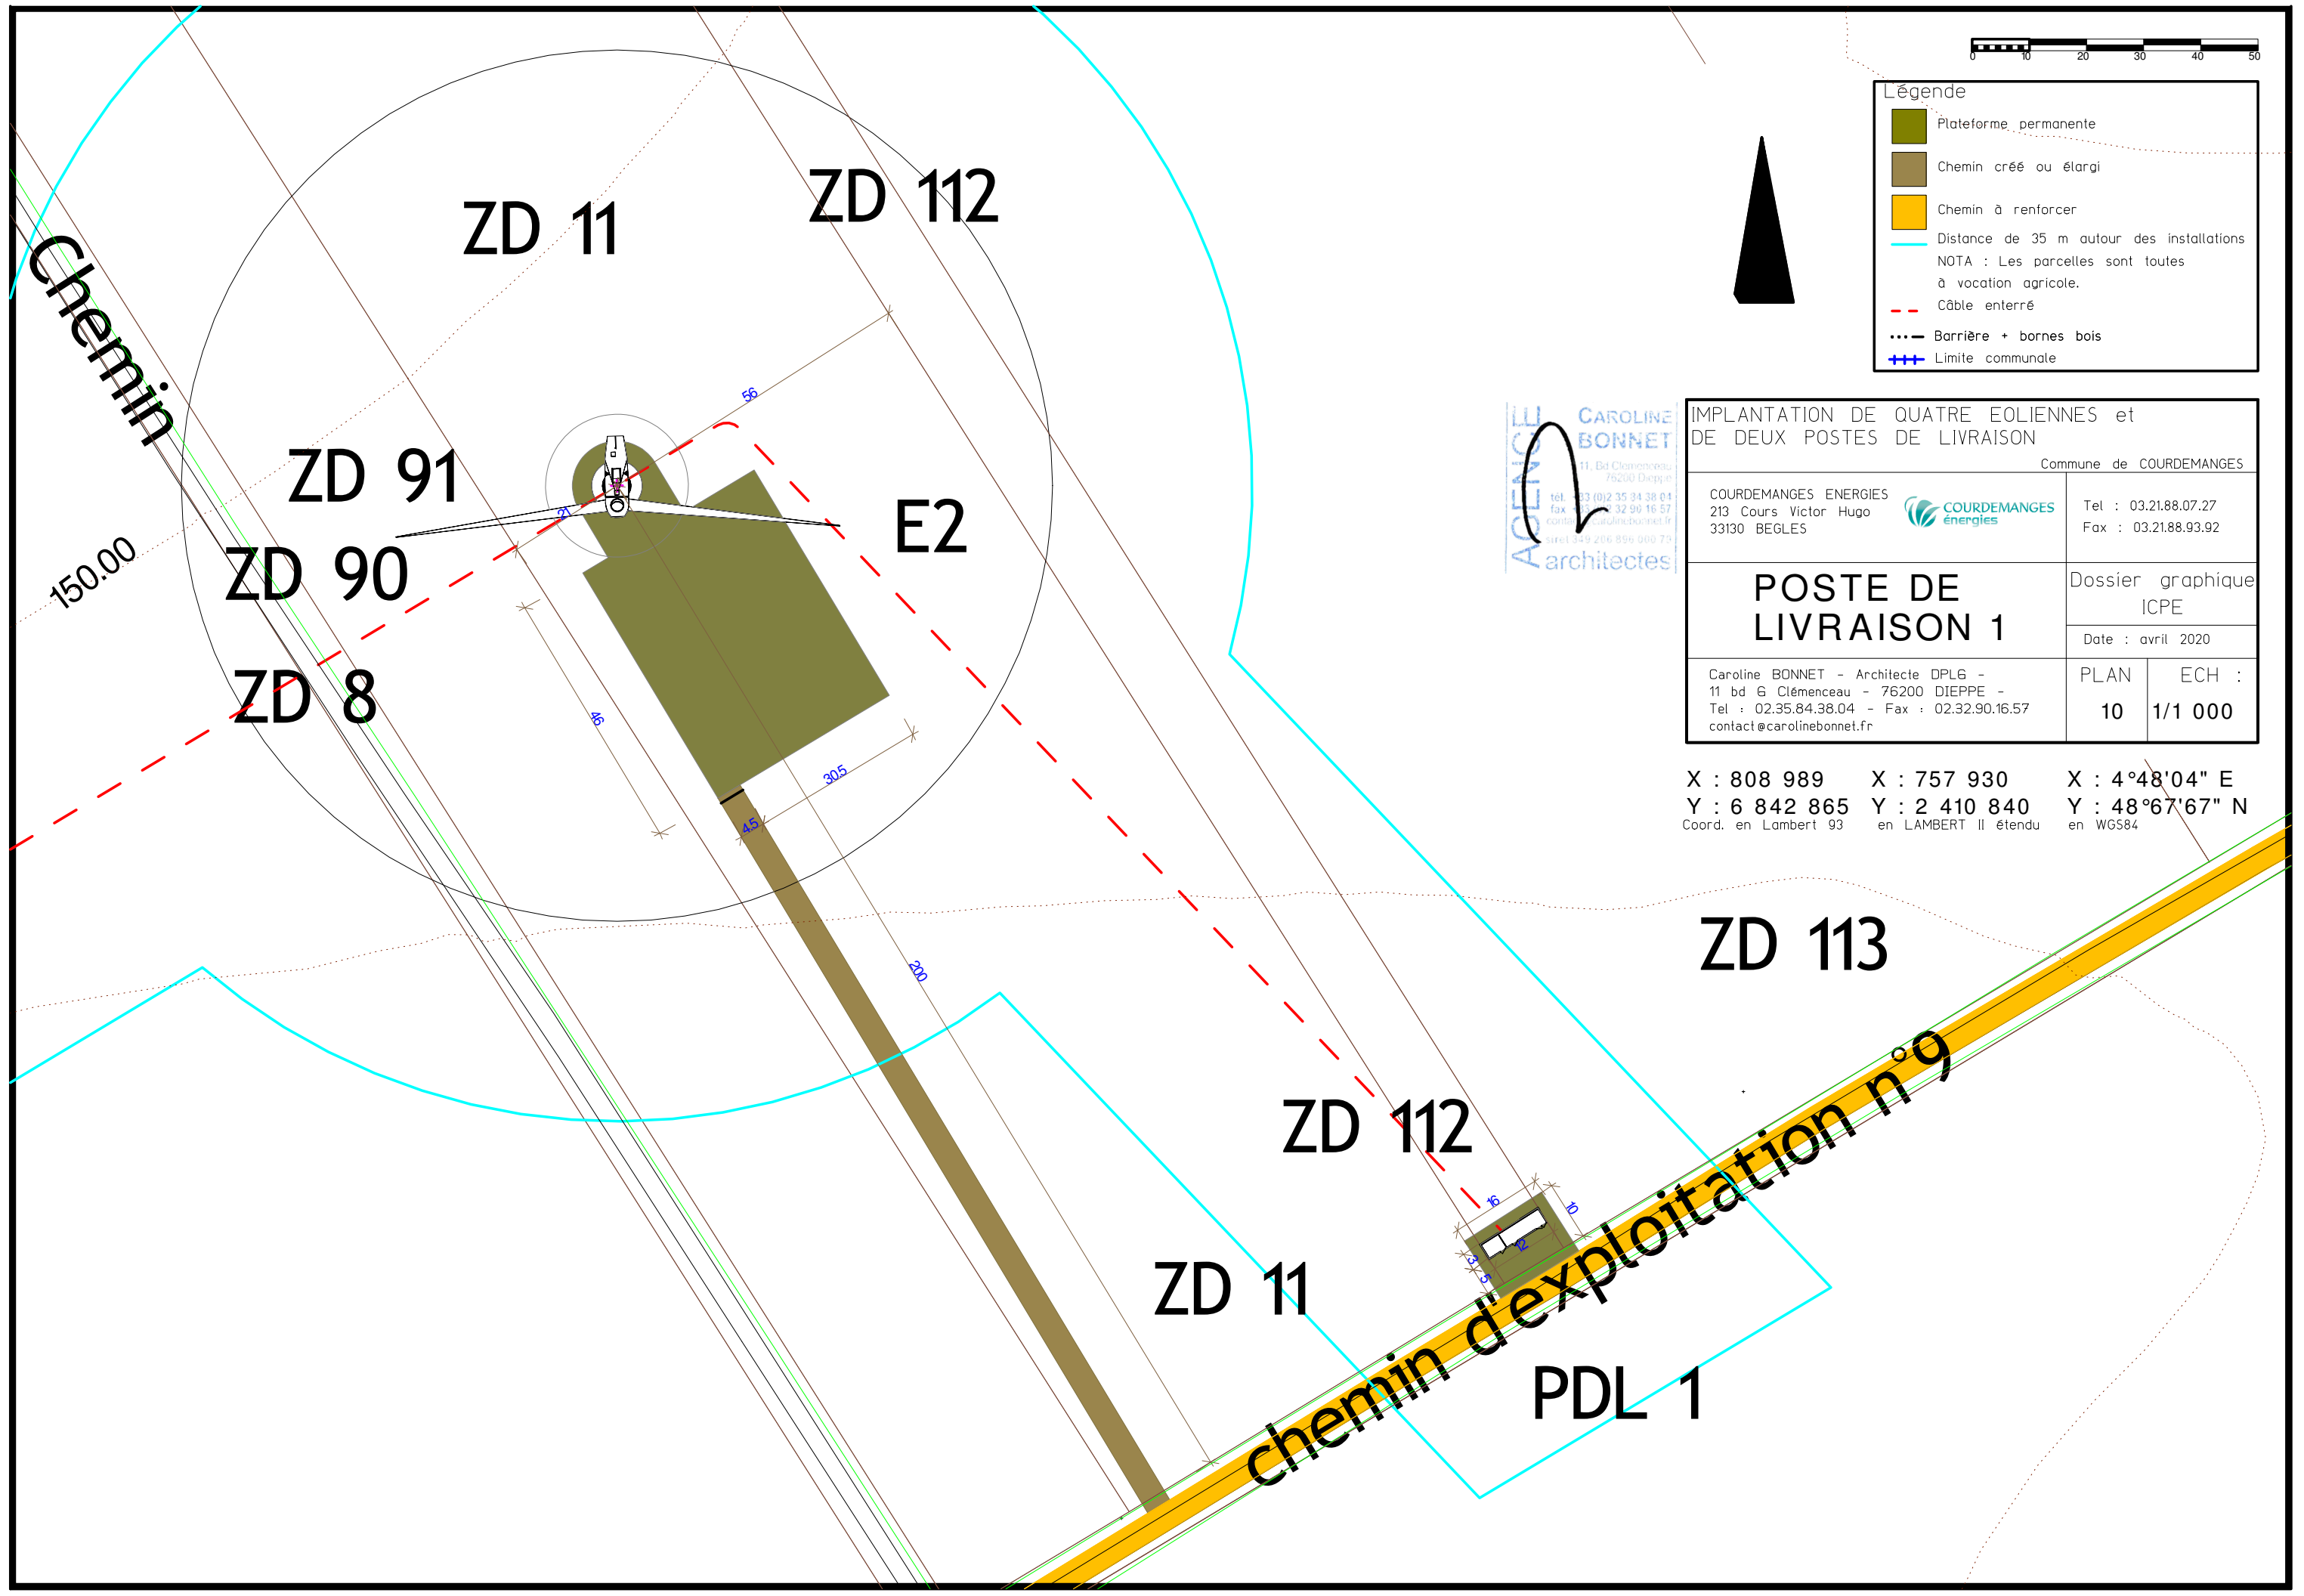 0 10 20 30 40 50
Légende
Plateforme permanente
Chemin créé ou élargi
Chemin à renforcer
Distance de 35 m autour des installations
NOTA : Les parcelles sont toutes
à vocation agricole.
Câble enterré
Barrière + bornes bois
Limite communale
IMPLANTATION DE QUATRE EOLIENNES et
DE DEUX POSTES DE LIVRAISON
Commune de COURDEMANGES
COURDEMANGES ENERGIES
213 Cours Victor Hugo
33130 BEGLES
COURDEMANGES
énergies
Tel : 03.21.88.07.27
Fax : 03.21.88.93.92
POSTE DE
LIVRAISON 1
Dossier graphique
ICPE
Date : avril 2020
Caroline BONNET - Architecte DPLG -
11 bd G Clémenceau - 76200 DIEPPE -
Tel : 02.35.84.38.04 - Fax : 02.32.90.16.57
contact@carolinebonnet.fr
PLAN
10
ECH :
1/1 000
X : 808 989 X : 757 930 X : 4°48'04" E
Y : 6 842 865 Y : 2 410 840 Y : 48°67'67" N
Coord. en Lambert 93 en LAMBERT II étendu en WGS84
AGENCE
CAROLINE
BONNET
11, Bd Clemenceau
76200 Dieppe
architectes
Chemin
ZD 11
ZD 112
ZD 91
ZD 90
ZD 8
150.00
E2
56
21
46
30.5
4.5
200
ZD 113
ZD 112
ZD 11
16
10
12
3
5
chemin d'exploitation n°9
PDL 1